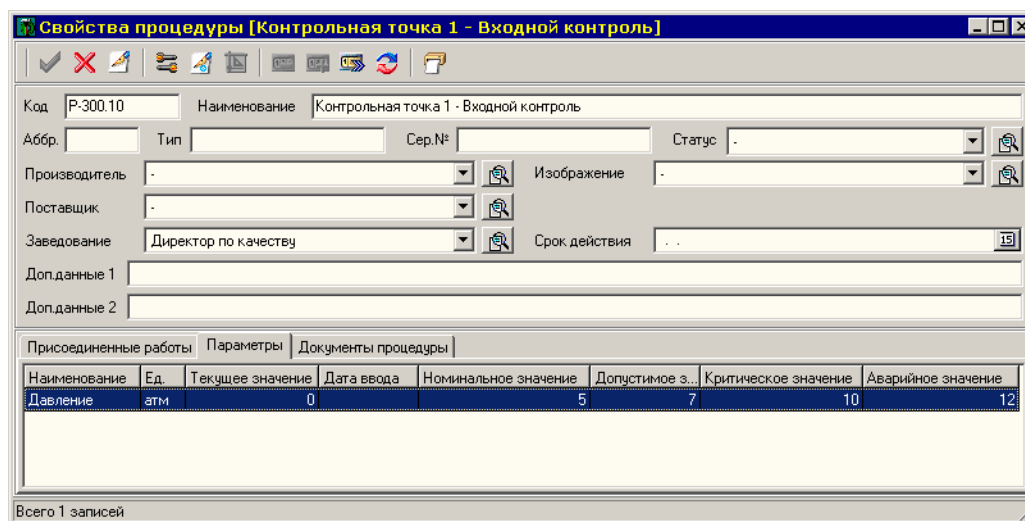 Свойства процедуры [Контрольная точка 1 - Входной контроль]
Код P-300.10 Наименование Контрольная точка 1 - Входной контроль
Аббр. Тип Сер.№ Статус -
Производитель - Изображение -
Поставщик -
Заведование Директор по качеству Срок действия . . 15
Доп.данные 1
Доп.данные 2
Присоединенные работы Параметры Документы процедуры
Наименование Ед. Текущее значение Дата ввода Номинальное значение Допустимое з... Критическое значение Аварийное значение
Давление атм 0 5 7 10 12
Всего 1 записей